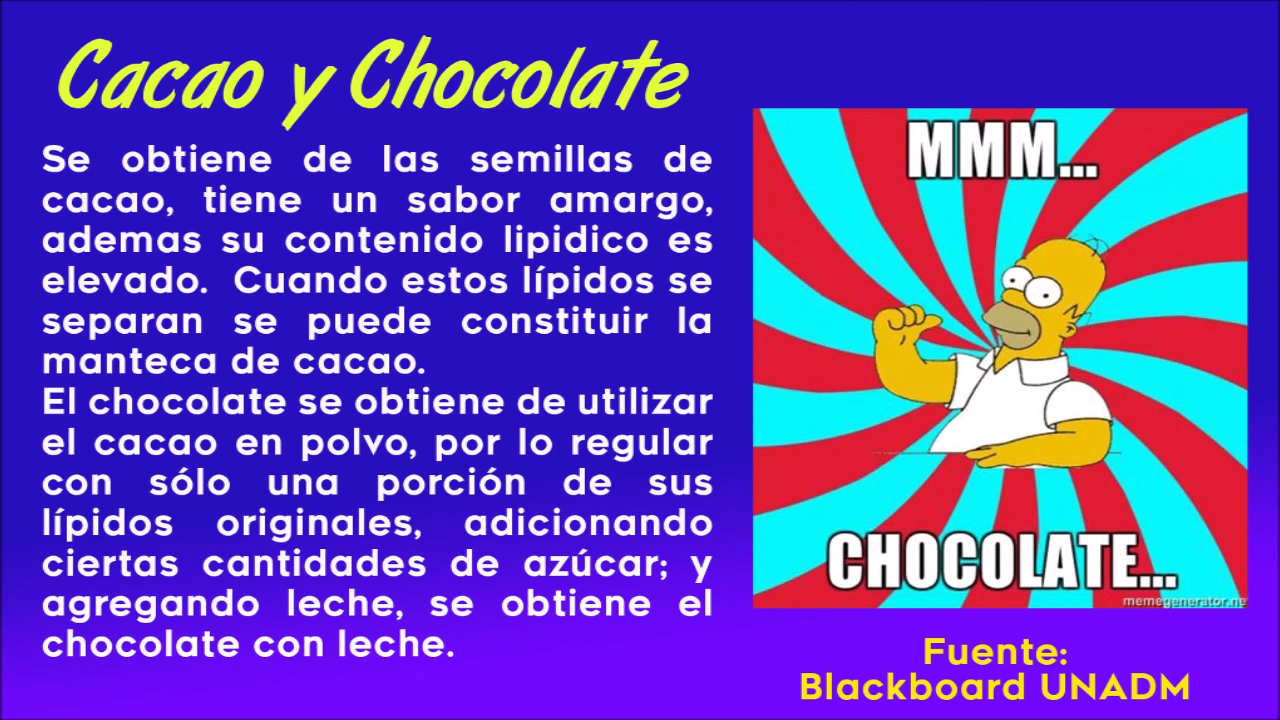 Cacao y Chocolate
Se obtiene de las semillas de
cacao, tiene un sabor amargo,
ademas su contenido lipidico es
elevado. Cuando estos lípidos se
separan se puede constituir la
manteca de cacao.
El chocolate se obtiene de utilizar
el cacao en polvo, por lo regular
con sólo una porción de sus
lípidos originales, adicionando
ciertas cantidades de azúcar; y
agregando leche, se obtiene el
chocolate con leche.
MMM...
CHOCOLATE...
memegenerator.ne
Fuente:
Blackboard UNADM